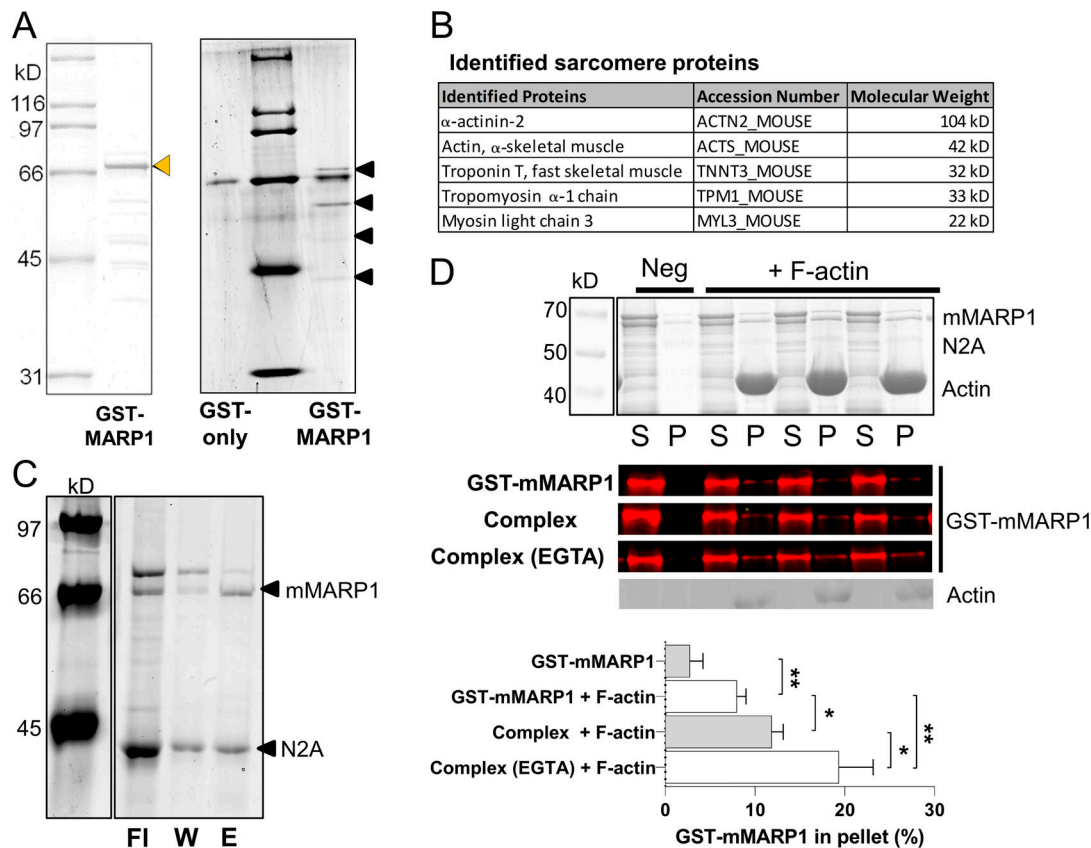 A
kD
116
97
66
45
31
GST-
MARP1
GST-
only
GST-
MARP1
B
Identified sarcomere proteins
Identified Proteins Accession Number Molecular Weight
α-actinin-2 ACTN2_MOUSE 104 kD
Actin, α-skeletal muscle ACTS_MOUSE 42 kD
Troponin T, fast skeletal muscle TNNT3_MOUSE 32 kD
Tropomyosin α-1 chain TPM1_MOUSE 33 kD
Myosin light chain 3 MYL3_MOUSE 22 kD
C
kD
97
66
45
mMARP1
N2A
FI W E
D
Neg + F-actin
kD
70
50
40
mMARP1
N2A
Actin
S P S P S P S P
GST-mMARP1
Complex
Complex (EGTA)
GST-mMARP1
Actin
GST-mMARP1
GST-mMARP1 + F-actin
Complex + F-actin
Complex (EGTA) + F-actin
**
*
*
**
0 10 20 30
GST-mMARP1 in pellet (%)